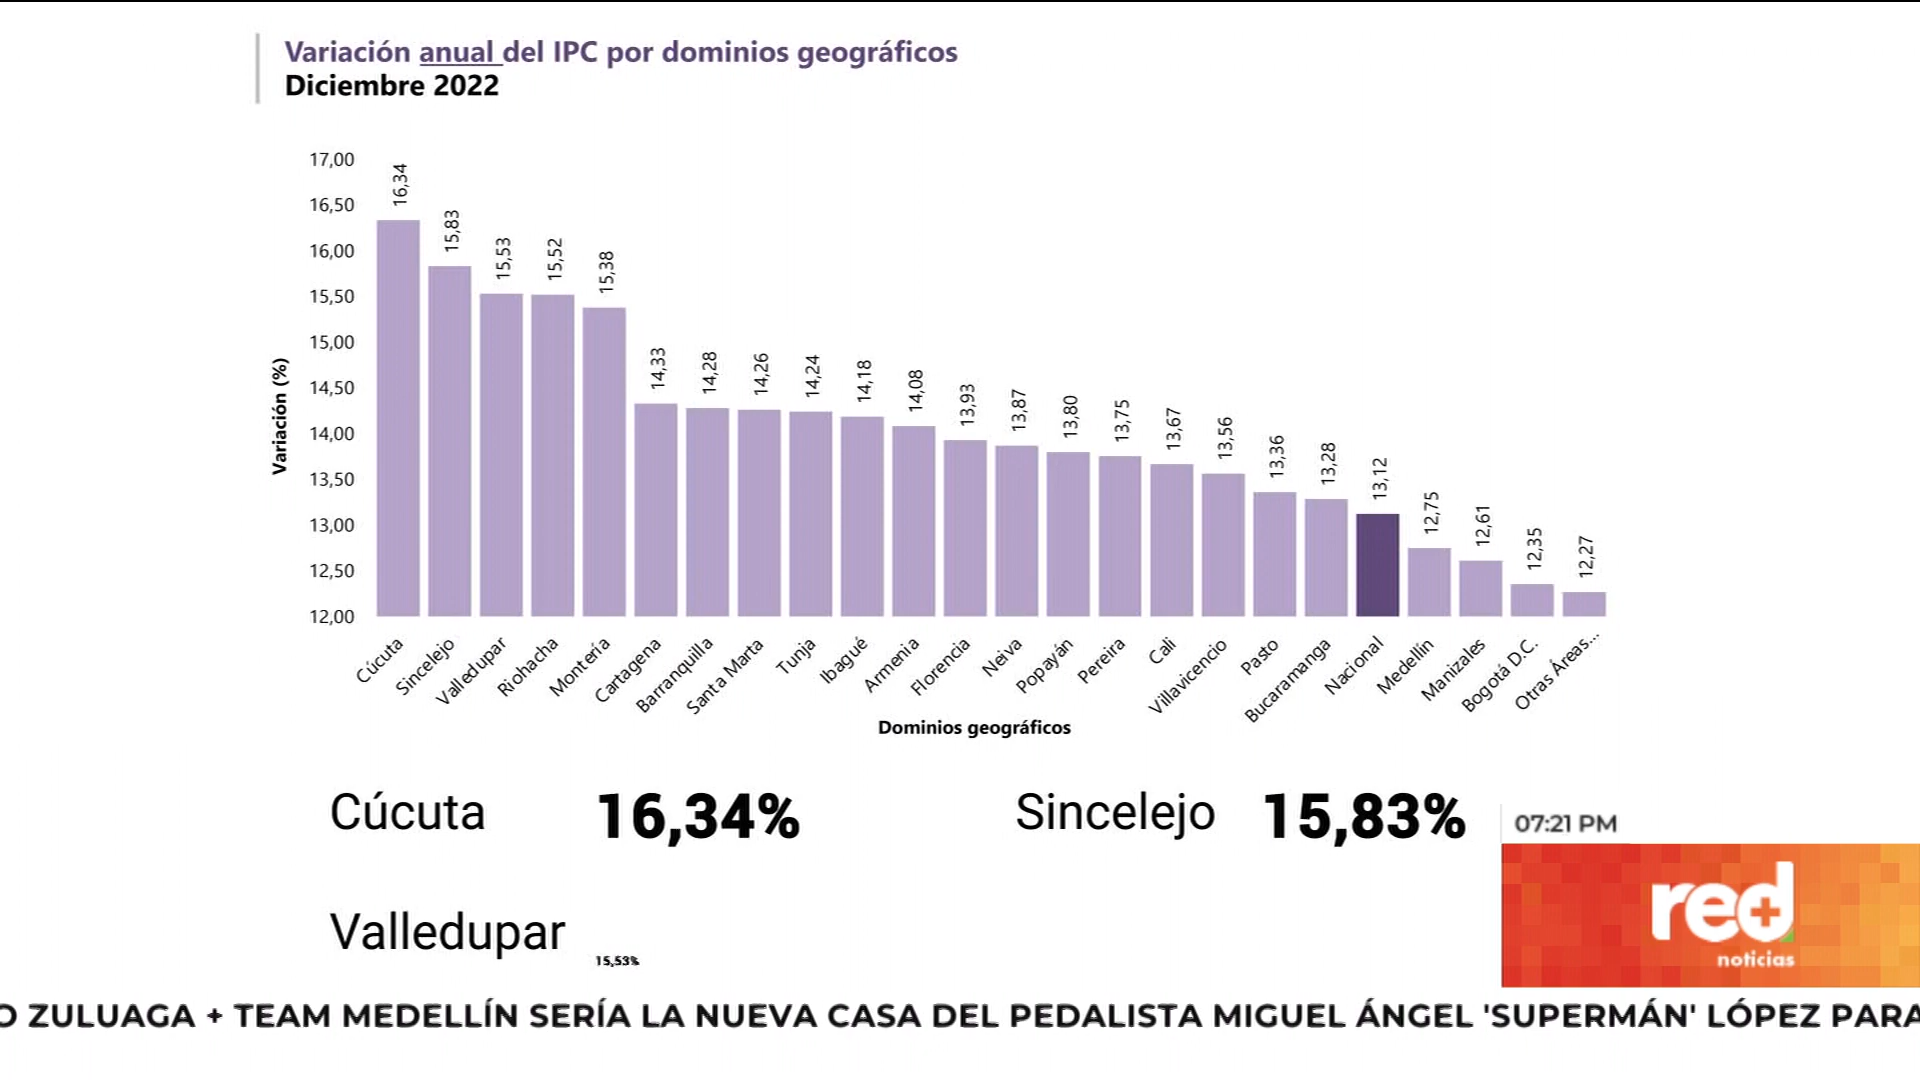 Variación anual del IPC por dominios geográficos
Diciembre 2022
17,00
16,50
16,00
15,50
15,00
14,50
14,00
13,50
13,00
12,50
12,00
Variación (%)
16,34
15,83
15,53
15,52
15,38
14,33
14,28
14,26
14,24
14,18
14,08
13,93
13,87
13,80
13,75
13,67
13,56
13,36
13,28
13,12
12,75
12,61
12,35
12,27
Cúcuta
Sincelejo
Valledupar
Riohacha
Montería
Cartagena
Barranquilla
Santa Marta
Tunja
Ibagué
Armenia
Florencia
Neiva
Popayán
Pereira
Cali
Villavicencio
Pasto
Bucaramanga
Nacional
Medellín
Manizales
Bogotá D.C.
Otras Áreas...
Dominios geográficos
Cúcuta 16,34%
Sincelejo 15,83%
Valledupar 15,53%
07:21 PM
red
noticias
O ZULUAGA + TEAM MEDELLÍN SERÍA LA NUEVA CASA DEL PEDALISTA MIGUEL ÁNGEL 'SUPERMÁN' LÓPEZ PARA